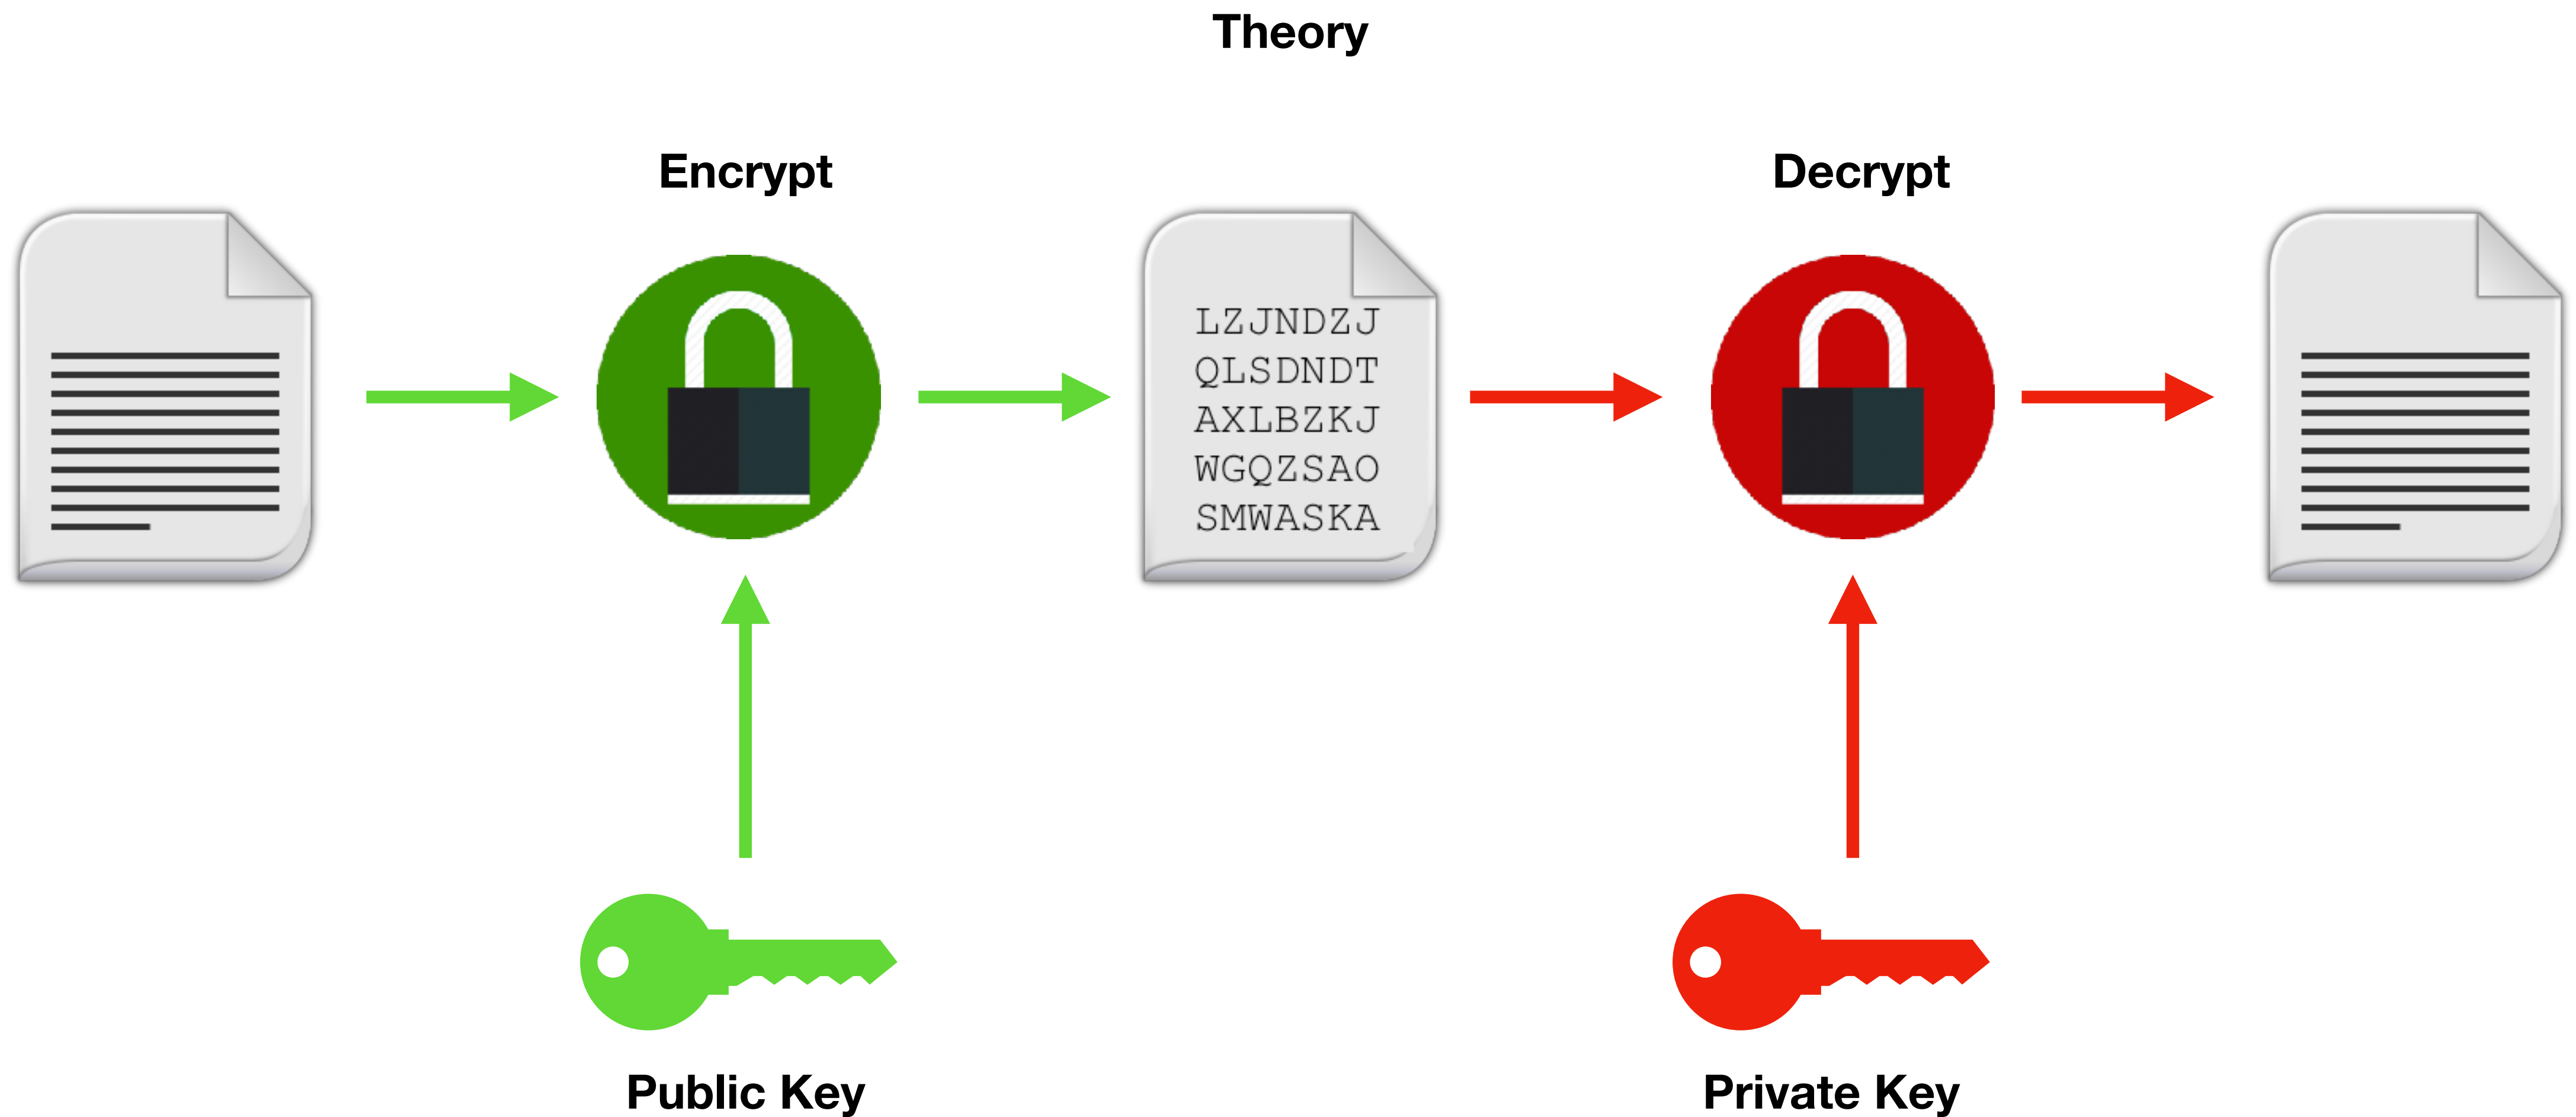 Theory
Encrypt
Decrypt
LZJNDZJ
QLSDNDT
AXLBZKJ
WGQZSAO
SMWASKA
Public Key
Private Key